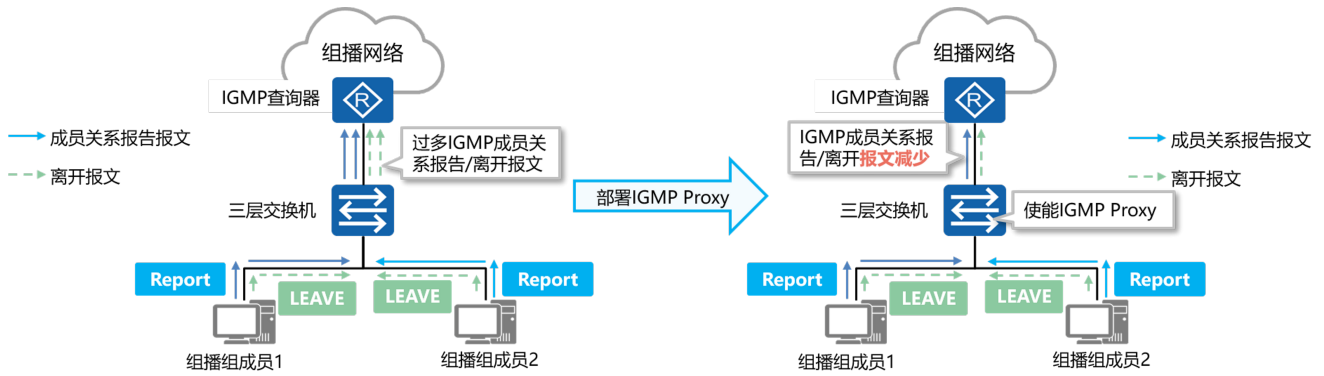 组播网络
IGMP查询器
R
成员关系报告报文
离开报文
过多IGMP成员关
系报告/离开报文
三层交换机
Report
LEAVE
LEAVE
Report
组播组成员1
组播组成员2
部署IGMP Proxy
组播网络
IGMP查询器
R
IGMP成员关系报
告/离开报文减少
成员关系报告报文
离开报文
三层交换机
使能IGMP Proxy
Report
LEAVE
LEAVE
Report
组播组成员1
组播组成员2